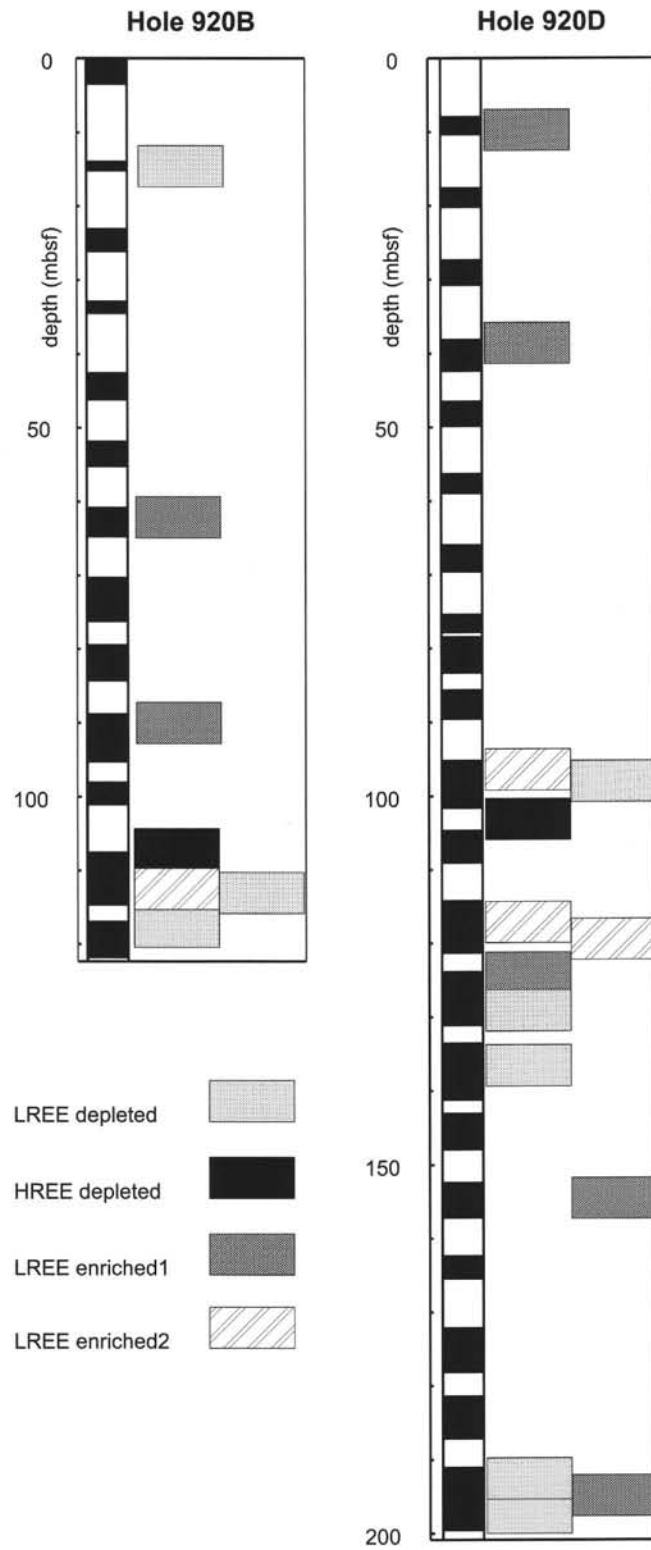 Hole 920B
Hole 920D
0
depth (mbsf)
50
100
0
depth (mbsf)
50
100
150
200
LREE depleted
HREE depleted
LREE enriched1
LREE enriched2